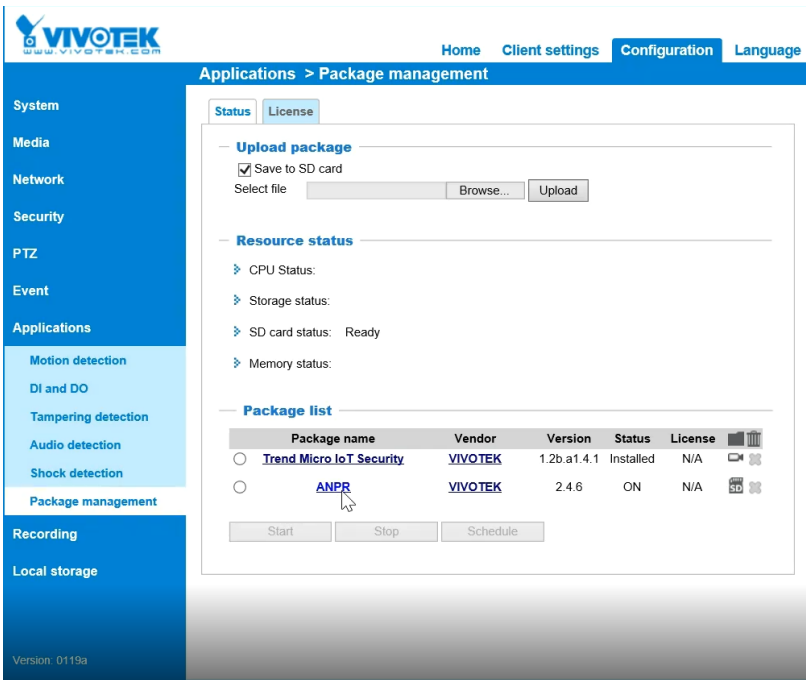 VIVOTEK
www.vivotek.com
Home Client settings Configuration Language
Applications > Package management
System
Media
Network
Security
PTZ
Event
Applications
Motion detection
DI and DO
Tampering detection
Audio detection
Shock detection
Package management
Recording
Local storage
Version: 0119a
Status License
Upload package
Save to SD card
Select file Browse... Upload
Resource status
CPU Status:
Storage status:
SD card status: Ready
Memory status:
Package list
Package name Vendor Version Status License
Trend Micro IoT Security VIVOTEK 1.2b.a1.4.1 Installed N/A
ANPR VIVOTEK 2.4.6 ON N/A SD
Start Stop Schedule